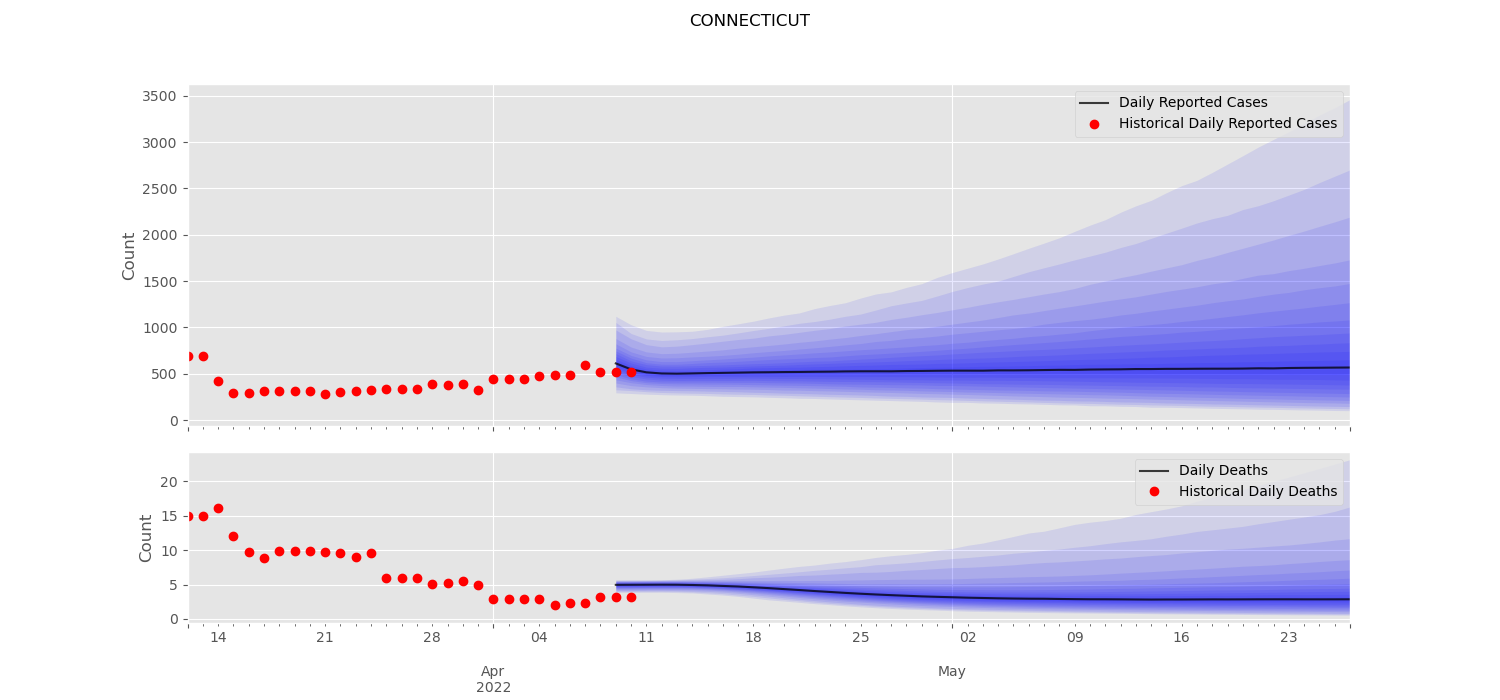 CONNECTICUT
3500
3000
2500
2000
1500
1000
500
0
Count
Daily Reported Cases
Historical Daily Reported Cases
20
15
10
5
0
Count
Daily Deaths
Historical Daily Deaths
14 21 28 04 11 18 25 02 09 16 23
Apr May
2022